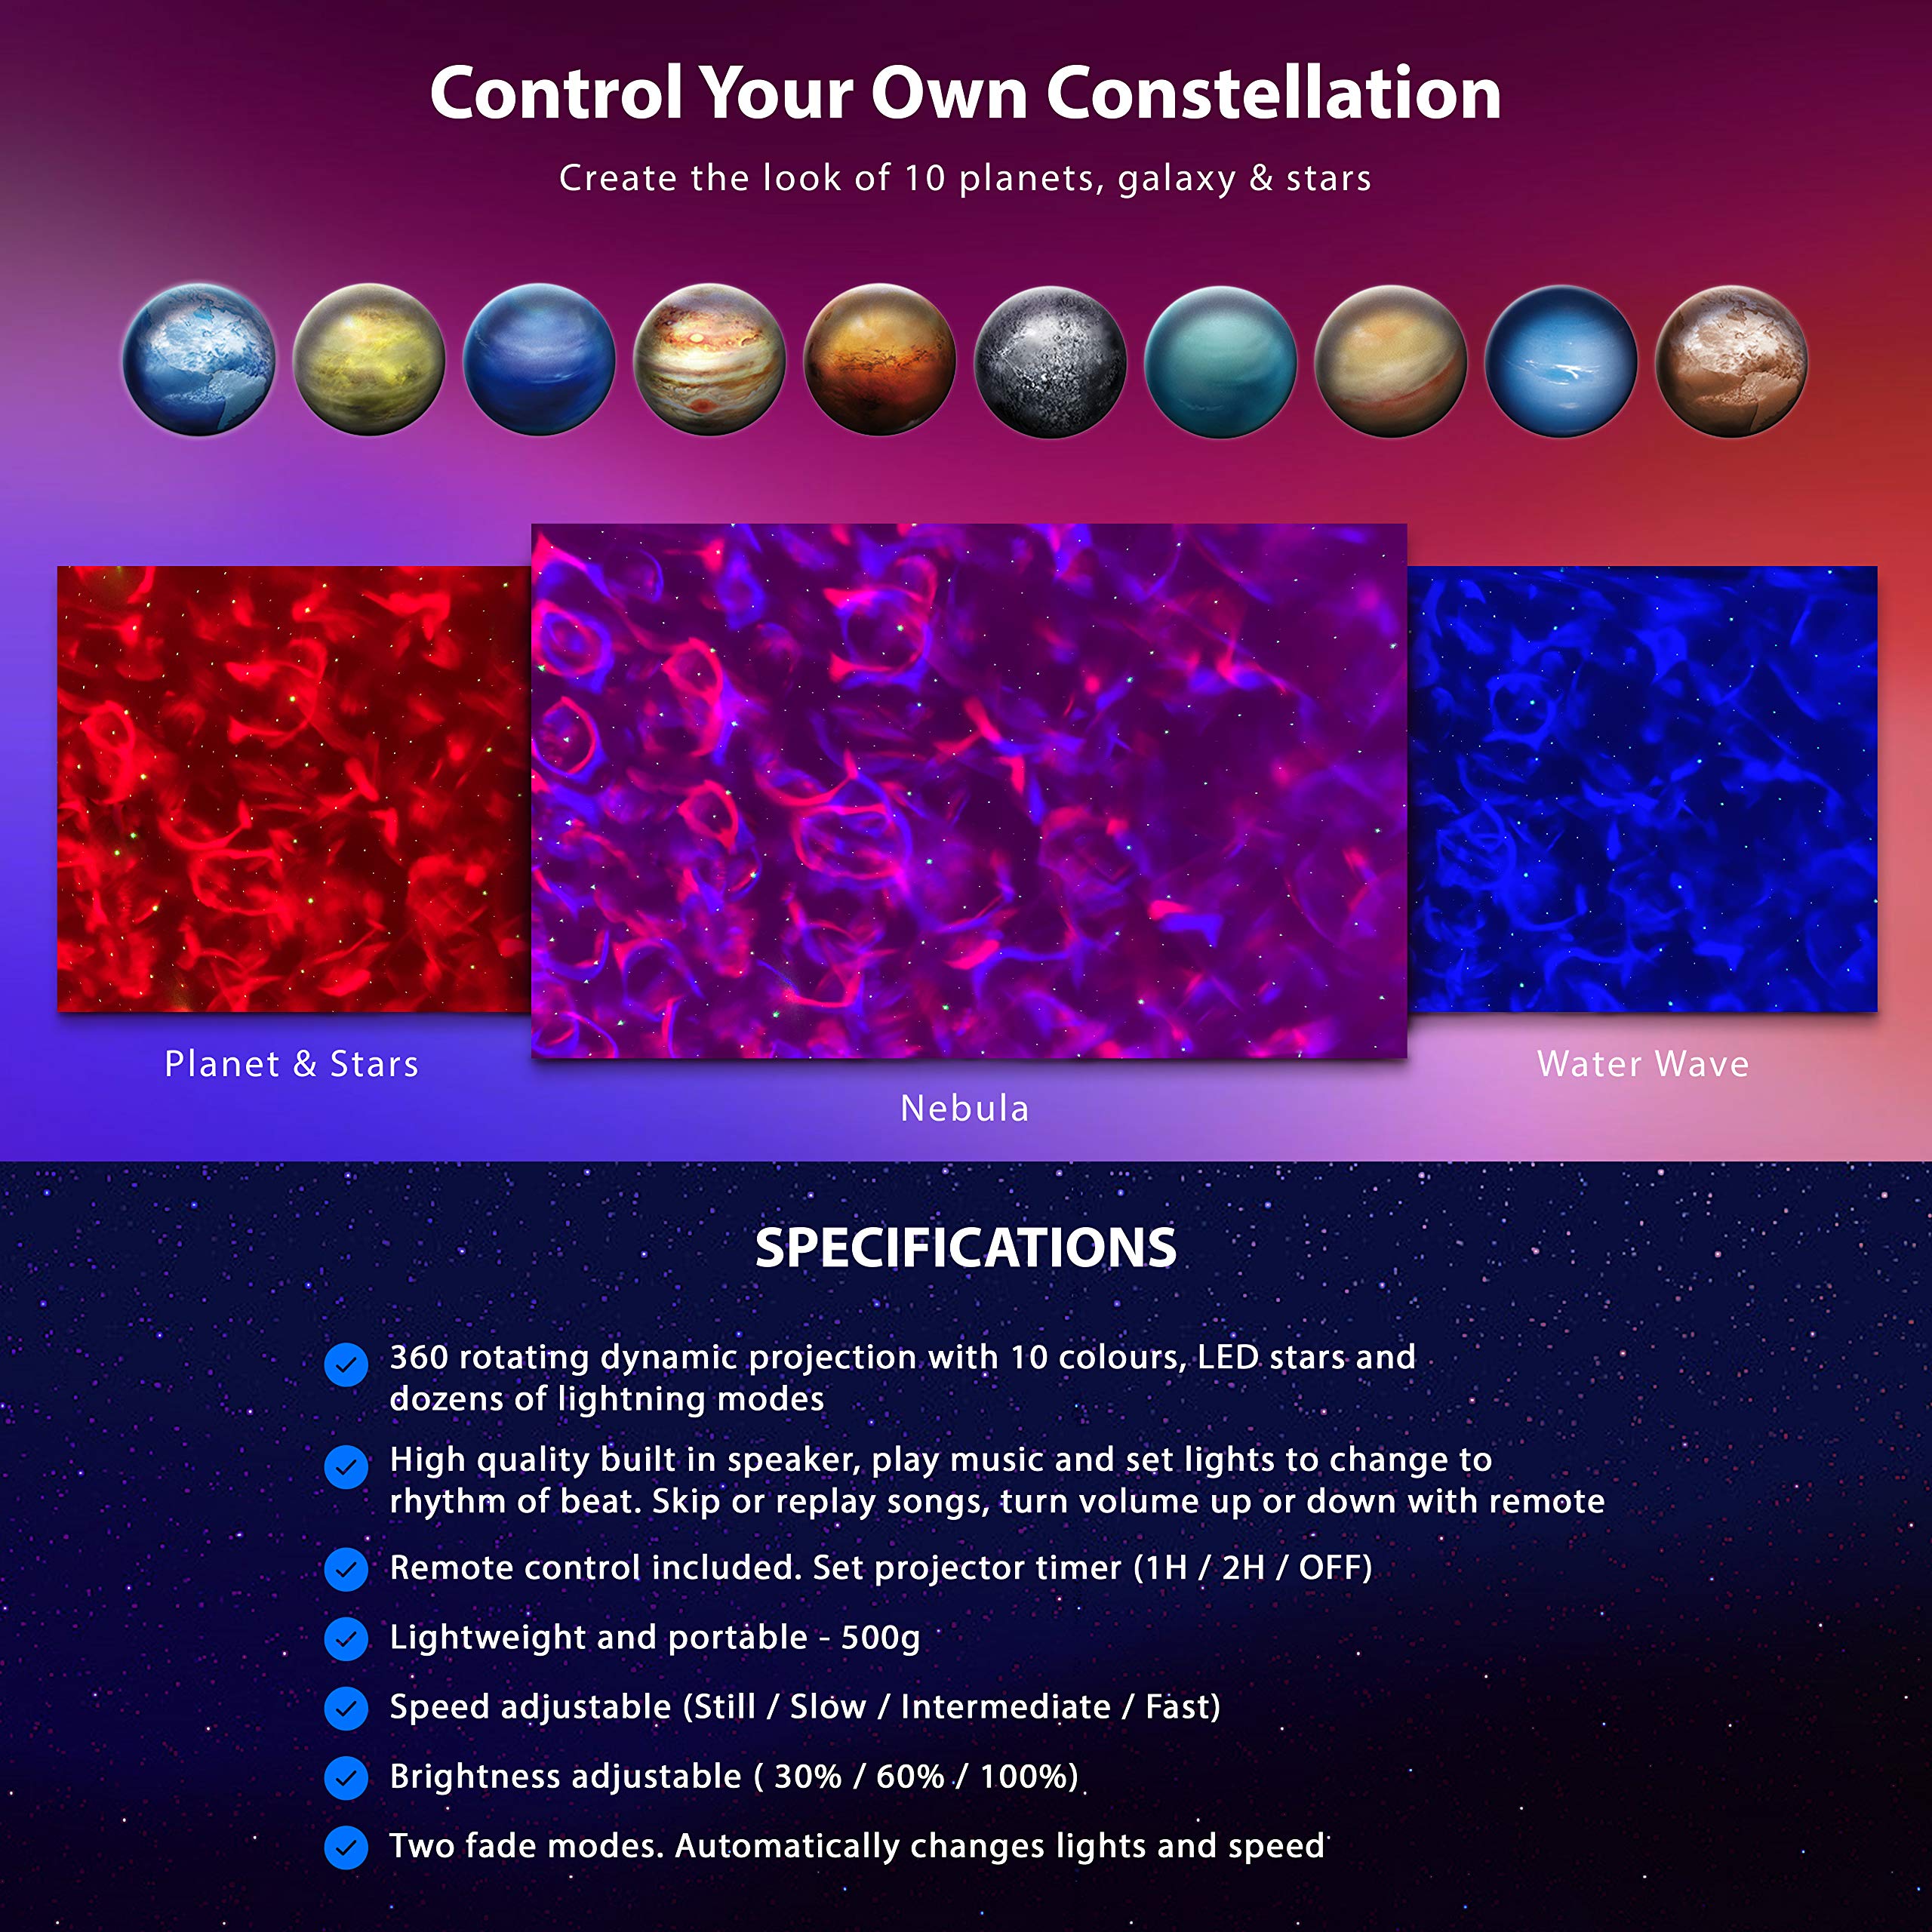 Control Your Own Constellation
Create the look of 10 planets, galaxy & stars
Planet & Stars
Nebula
Water Wave
SPECIFICATIONS
360 rotating dynamic projection with 10 colours, LED stars and
dozens of lightning modes
High quality built in speaker, play music and set lights to change to
rhythm of beat. Skip or replay songs, turn volume up or down with remote
Remote control included. Set projector timer (1H / 2H / OFF)
Lightweight and portable - 500g
Speed adjustable (Still / Slow / Intermediate / Fast)
Brightness adjustable ( 30% / 60% / 100%)
Two fade modes. Automatically changes lights and speed